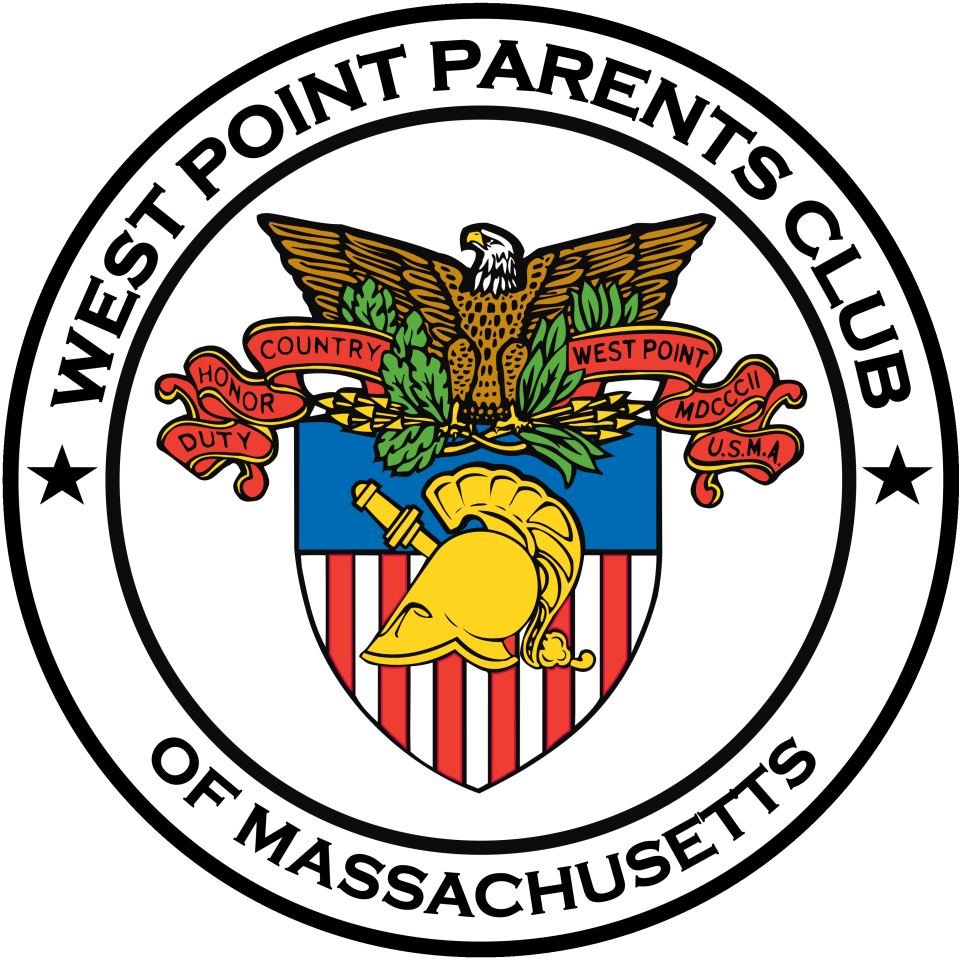 WEST POINT PARENTS CLUB
DUTY
HONOR
COUNTRY
WEST POINT
MDCCCII
U.S.M.A.
OF MASSACHUSETTS